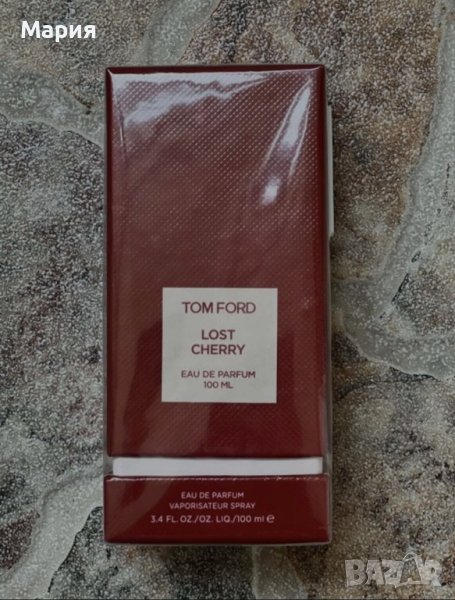 Мария
TOM FORD
LOST
CHERRY
EAU DE PARFUM
100 ML
EAU DE PARFUM
VAPORISATEUR SPRAY
3.4 FL. OZ./OZ. LIQ./100 ml ℮
BAZAR